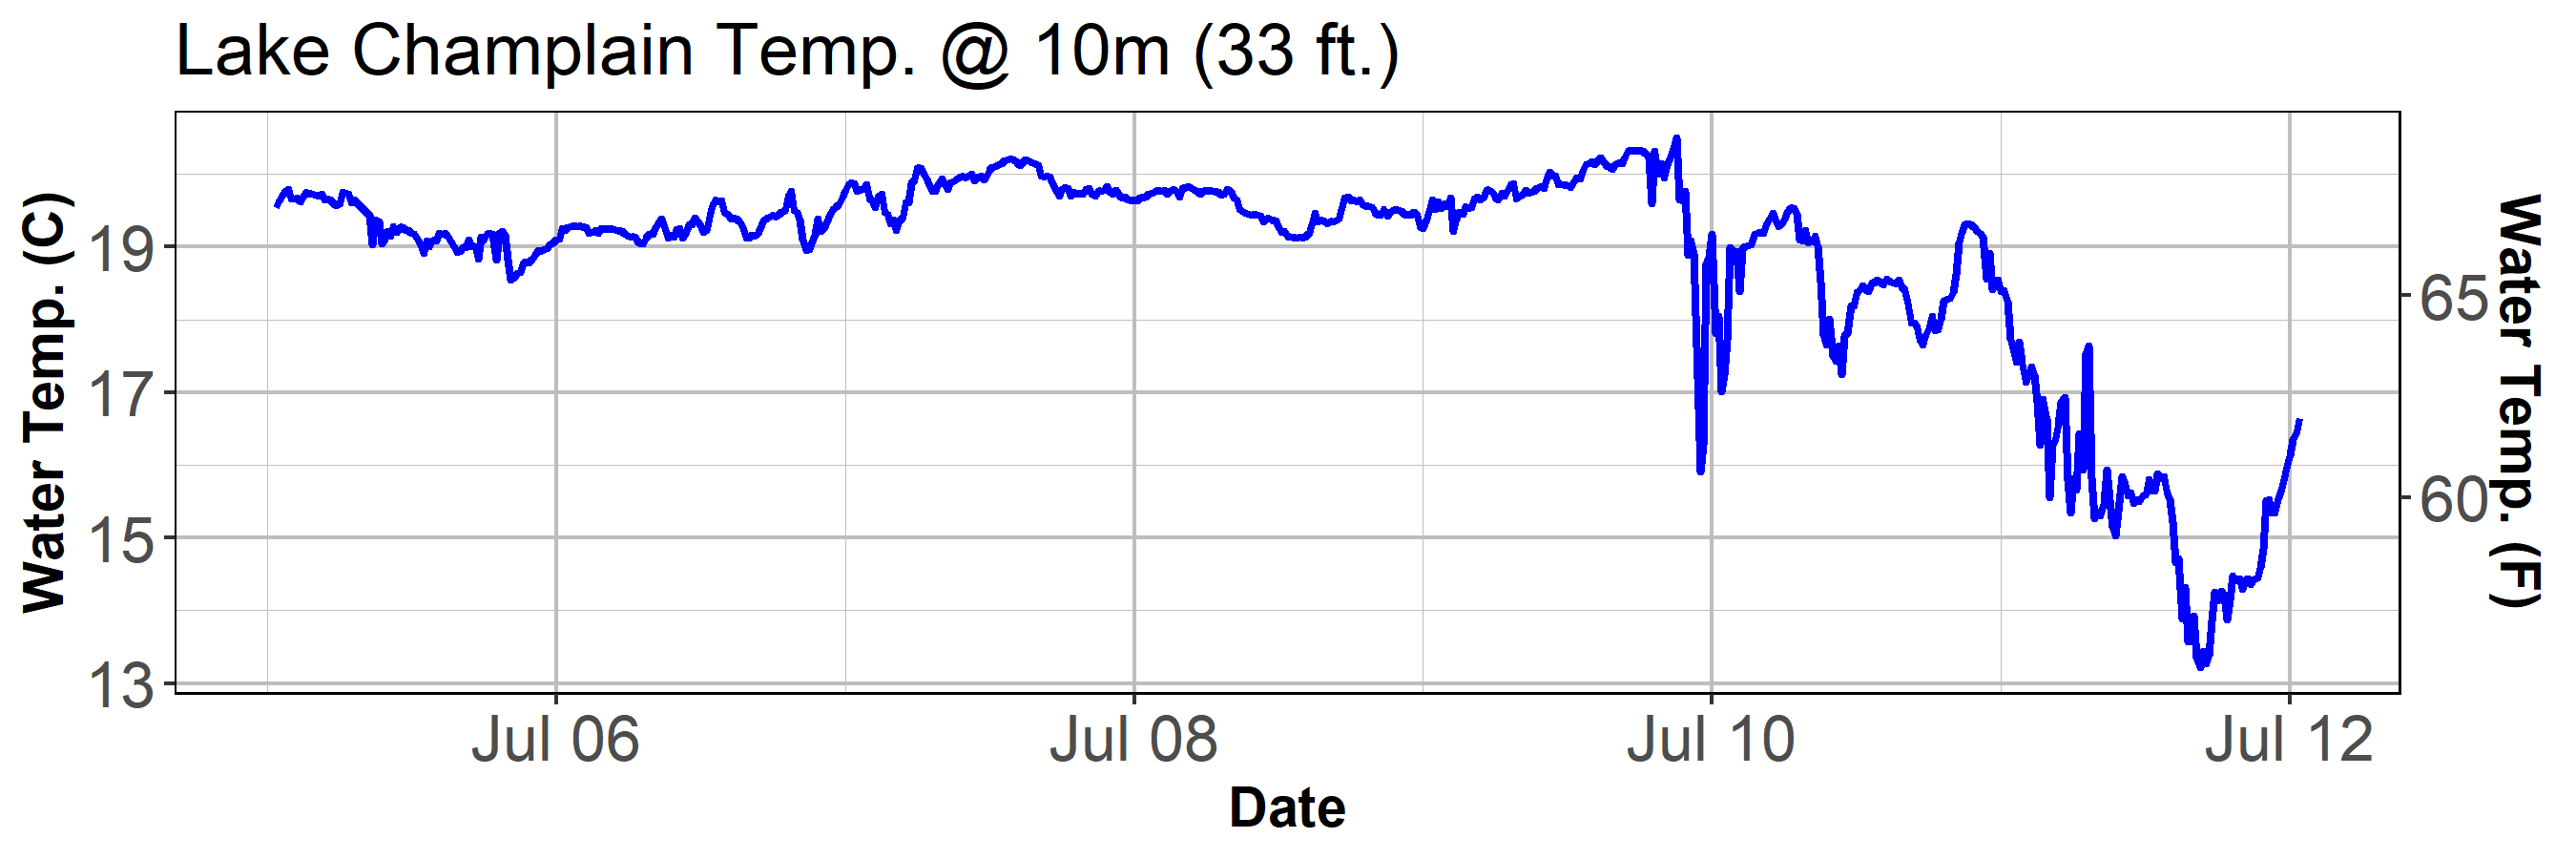 Lake Champlain Temp. @ 10m (33 ft.)
Water Temp. (C)
19
17
15
13
65
60
Water Temp. (F)
Jul 06
Jul 08
Jul 10
Jul 12
Date